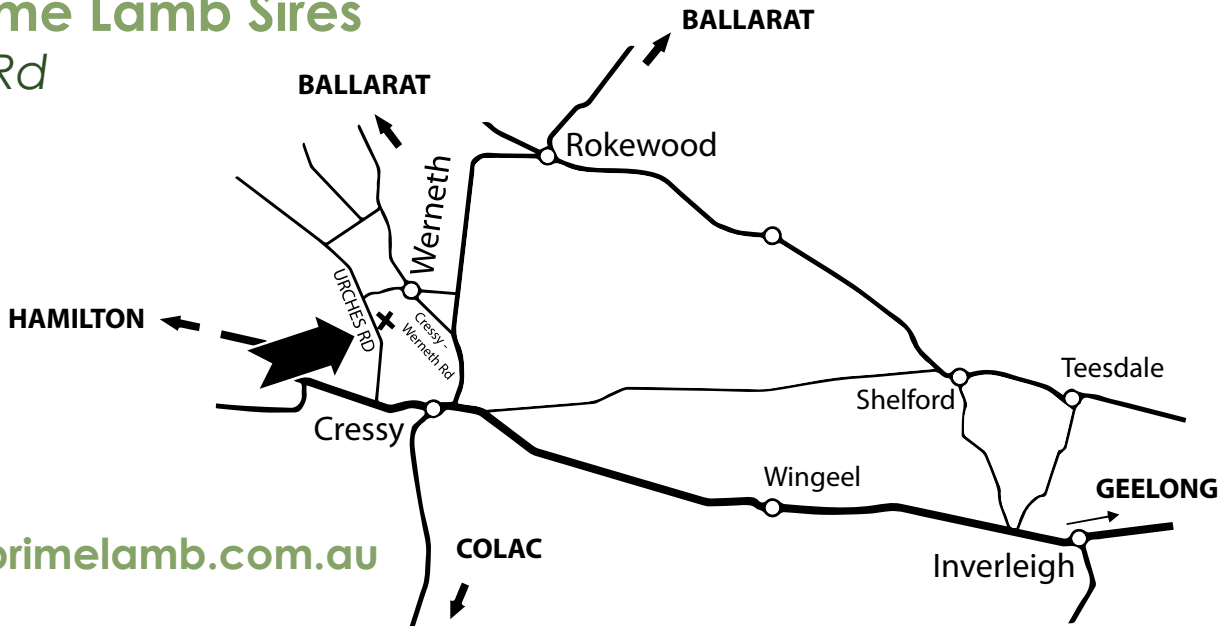 me Lamb Sires
Rd
BALLARAT
BALLARAT
Rokewood
Werneth
URCHES RD
Cressy -
Werneth Rd
HAMILTON
Teesdale
Shelford
Cressy
Wingeel
GEELONG
COLAC
Inverleigh
primelamb.com.au